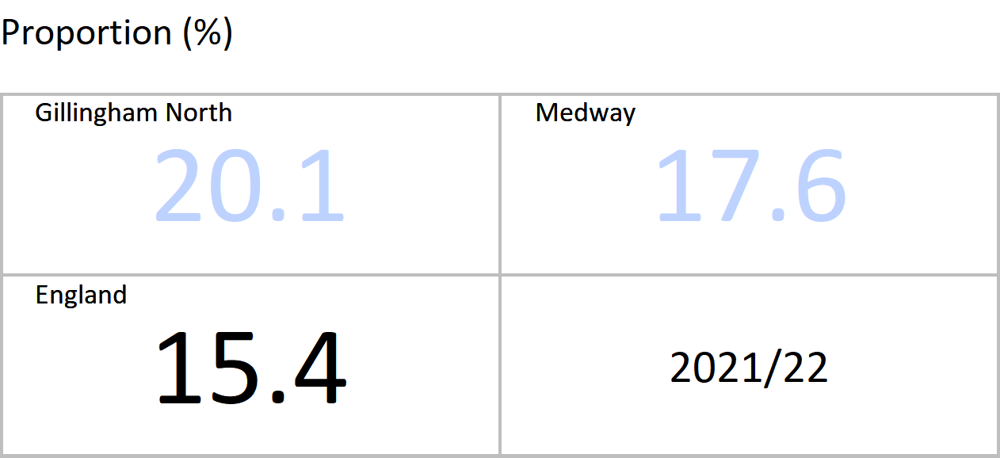 Proportion (%)
Gillingham North
20.1
Medway
17.6
England
15.4
2021/22